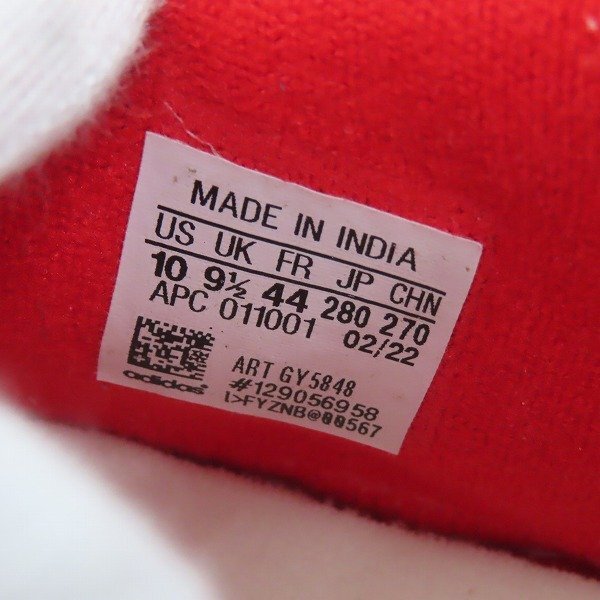 MADE IN INDIA
US UK FR JP CHN
10 9½ 44 280 270
APC 011001 02/22
ART GY5848
#129056958
adidas I>FYZNB@00567